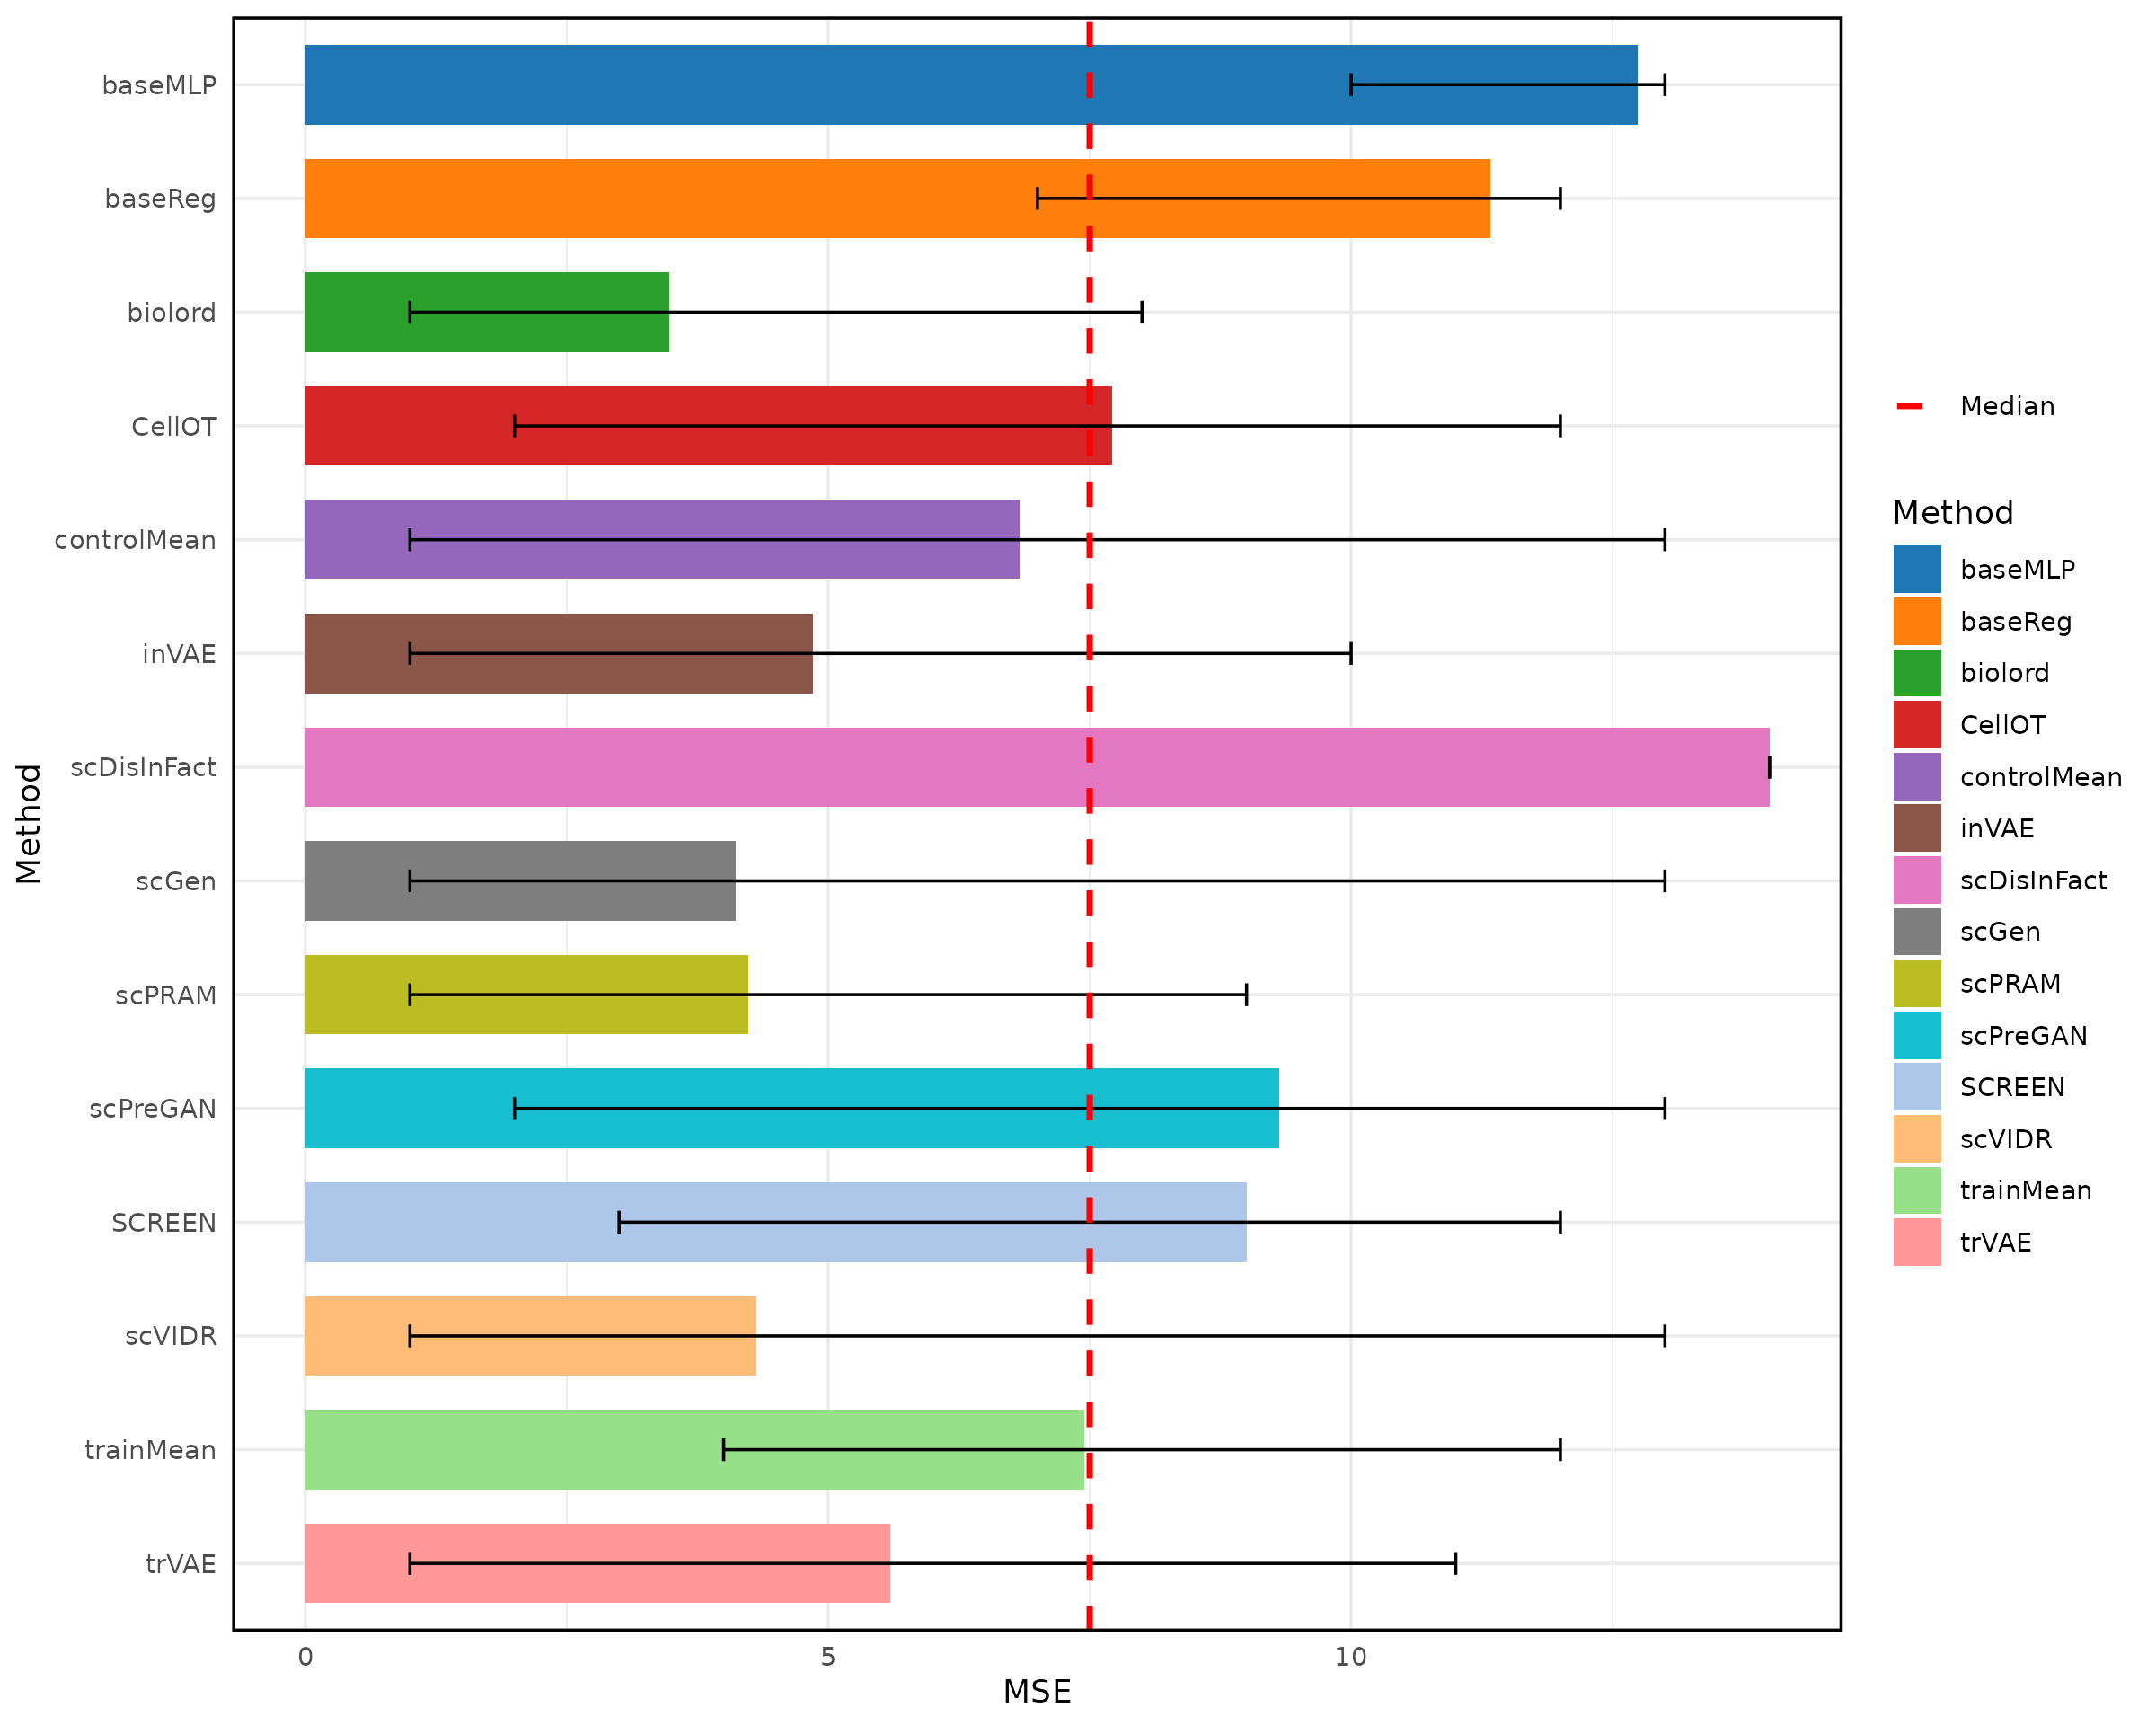 Method
baseMLP
baseReg
biolord
CellOT
controlMean
inVAE
scDisInFact
scGen
scPRAM
scPreGAN
SCREEN
scVIDR
trainMean
trVAE
0 5 10
MSE
Median
Method
baseMLP
baseReg
biolord
CellOT
controlMean
inVAE
scDisInFact
scGen
scPRAM
scPreGAN
SCREEN
scVIDR
trainMean
trVAE